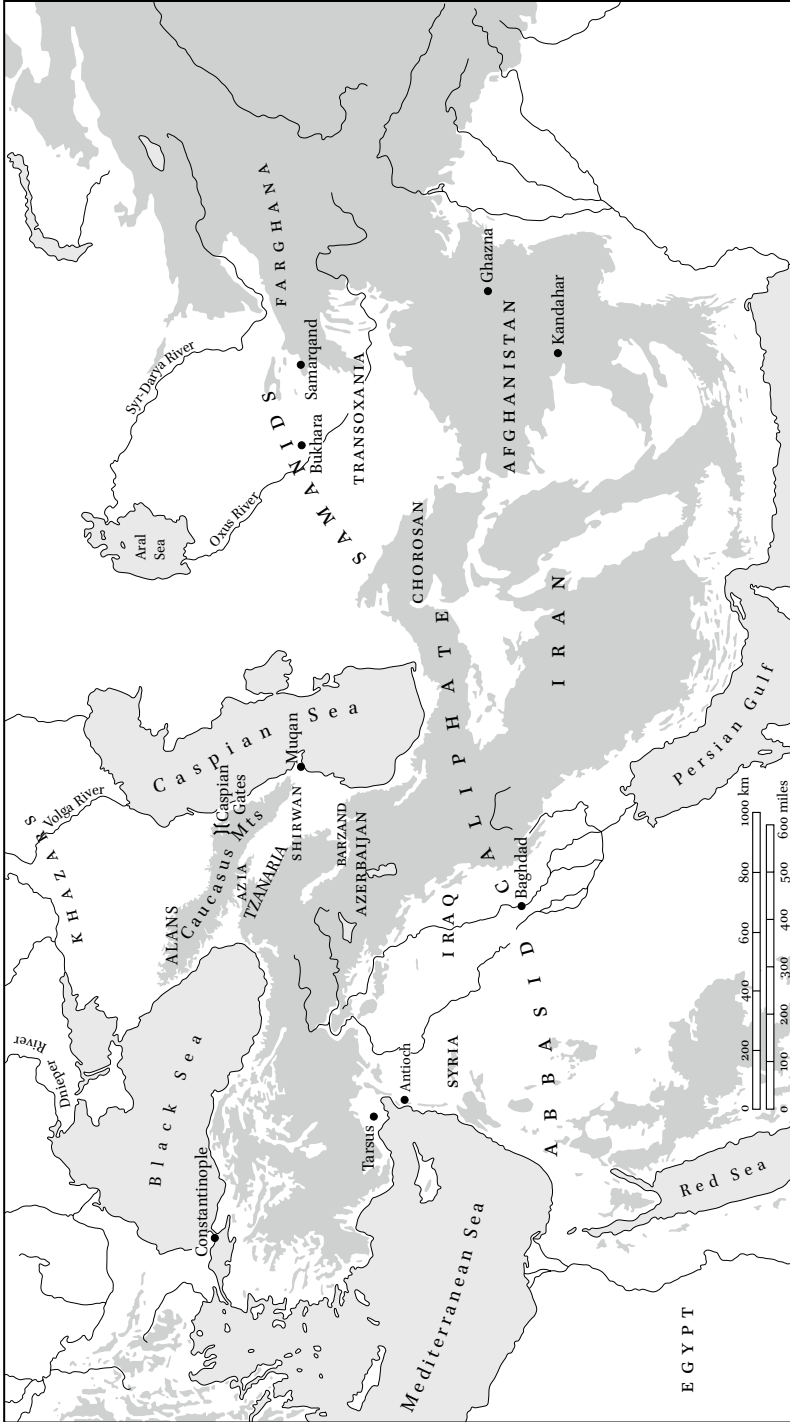 Dnieper River
KHAZARS
Volga River
Black Sea
Constantinople
ALANS
Caucasus Mts
Caspian
Gates
AZIA
TZANARIA
SHIRWAN
Muqan
BARZAND
AZERBAIJAN
Caspian Sea
Aral
Sea
Syr-Darya River
Oxus River
SAMANIDS
Bukhara
Samarqand
FARGHANA
TRANSOXANIA
CHOROSAN
AFGHANISTAN
Ghazna
Kandahar
Tarsus
Antioch
Mediterranean Sea
SYRIA
IRAQ
Baghdad
ABBASID CALIPHATE
IRAN
Persian Gulf
Red Sea
EGYPT
0 200 400 600 800 1000 km
0 100 200 300 400 600 miles